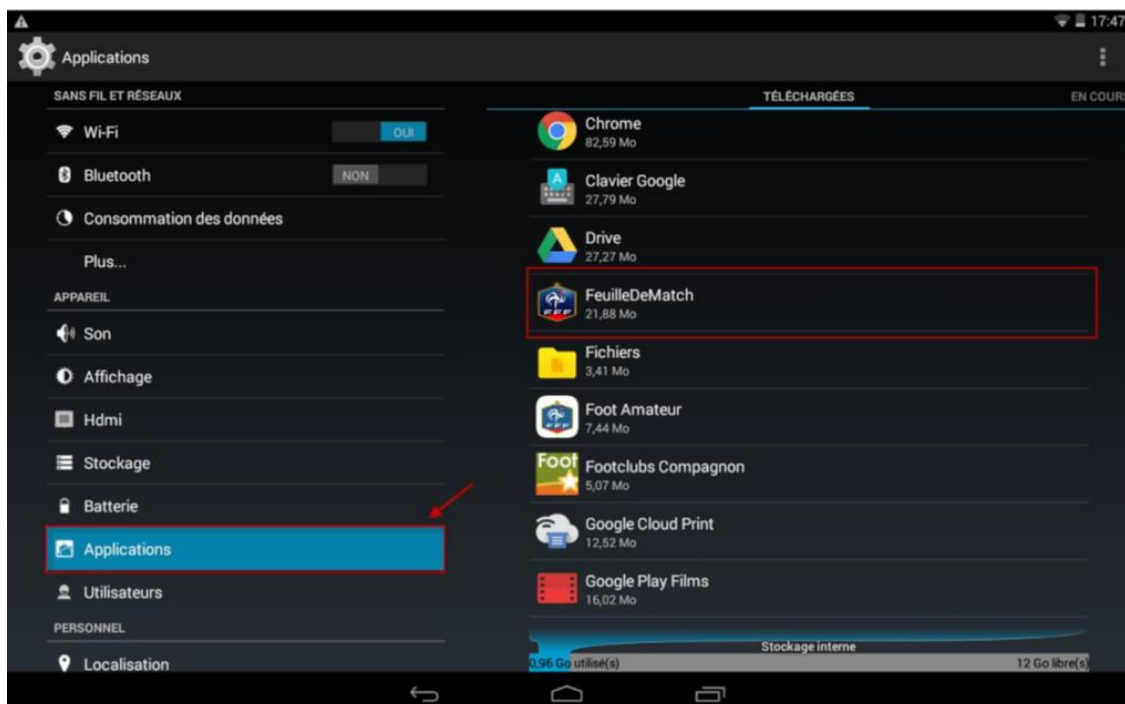 17:47
Applications
SANS FIL ET RÉSEAUX
Wi-Fi
OUI
Bluetooth
NON
Consommation des données
Plus...
APPAREIL
Son
Affichage
Hdmi
Stockage
Batterie
Applications
Utilisateurs
PERSONNEL
Localisation
TÉLÉCHARGÉES
EN COURS
Chrome
82,59 Mo
Clavier Google
27,79 Mo
Drive
27,27 Mo
FeuilleDeMatch
21,88 Mo
Fichiers
3,41 Mo
Foot Amateur
7,44 Mo
Foot
Footclubs Compagnon
5,07 Mo
Google Cloud Print
12,52 Mo
Google Play Films
16,02 Mo
Stockage interne
0,96 Go utilisé(s)
12 Go libre(s)